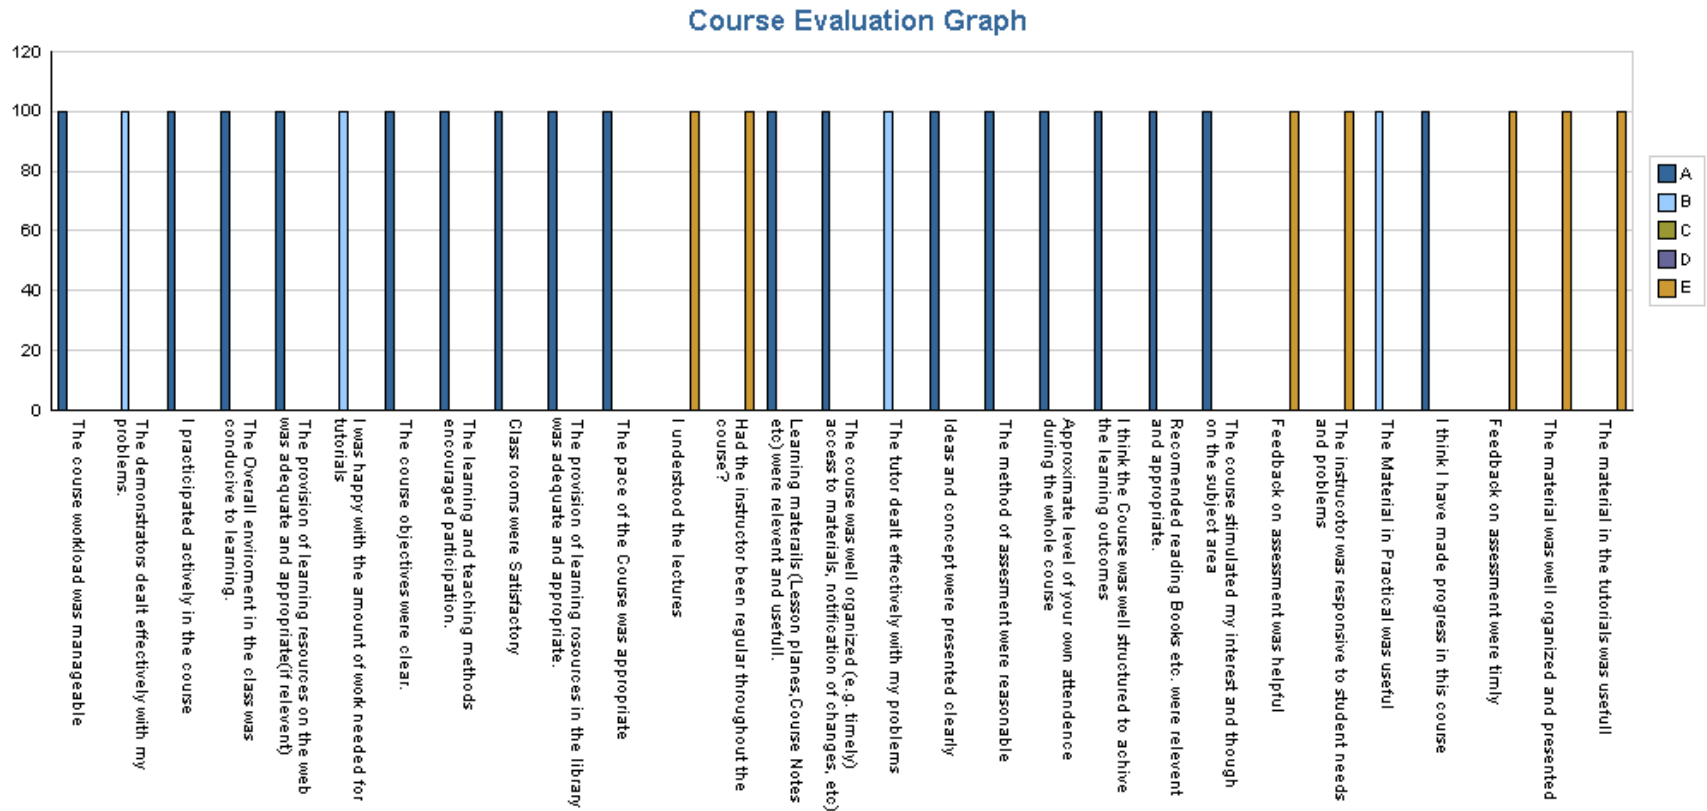 Course Evaluation Graph
120
100
80
60
40
20
0
The course workload was manageable
The demonstrators dealt effectively with my
problems.
I practicipated actively in the course
The Overall enviroment in the class was
conducive to learning.
The provision of learning resources on the web
was adequate and appropriate(if relevent)
I was happy with the amount of work needed for
tutorials
The course objectives were clear.
The learning and teaching methods
encouraged participation.
Class rooms were Satisfactory
The provision of learning rosources in the library
was adequate and appropriate.
The pace of the Course was appropriate
I understood the lectures
Had the instructor been regular throughout the
course?
Learning materails (Lesson planes,Course Notes
etc) were relevent and usefull.
The course was well organized (e.g. timely)
access to materials, notification of changes, etc)
The tutor dealt effectively with my problems
Ideas and concept were presented clearly
The method of assesment were reasonable
Approximate level of your own attendence
during the whole course
I think the Course was well structured to achive
the learning outcomes
Recomended reading Books etc. were relevent
and appropriate.
The course stimulated my interest and though
on the subject area
Feedback on assessment was helpful
The instrucotor was responsive to student needs
and problems
The Material in Practical was useful
I think I have made progress in this course
Feedback on assessment were timly
The material was well organized and presented
The material in the tutorials was usefull
A
B
C
D
E